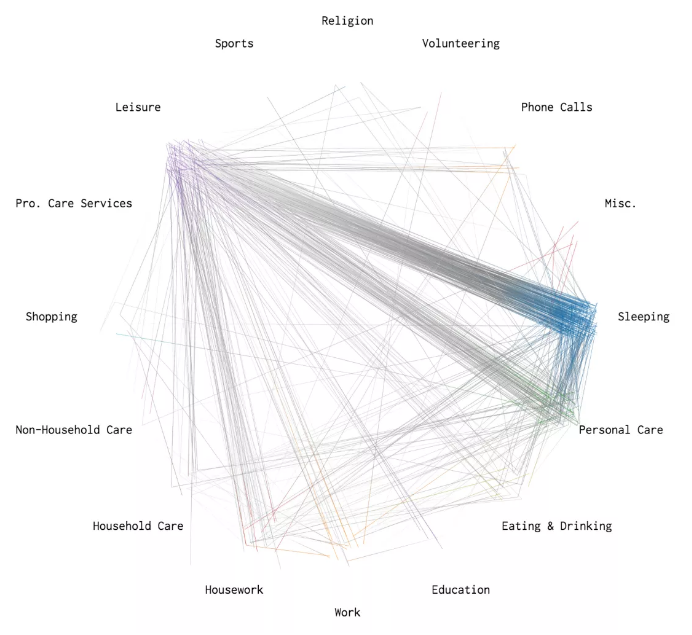 Religion
Sports
Volunteering
Leisure
Phone Calls
Pro. Care Services
Misc.
Shopping
Sleeping
Non-Household Care
Personal Care
Household Care
Eating & Drinking
Housework
Education
Work